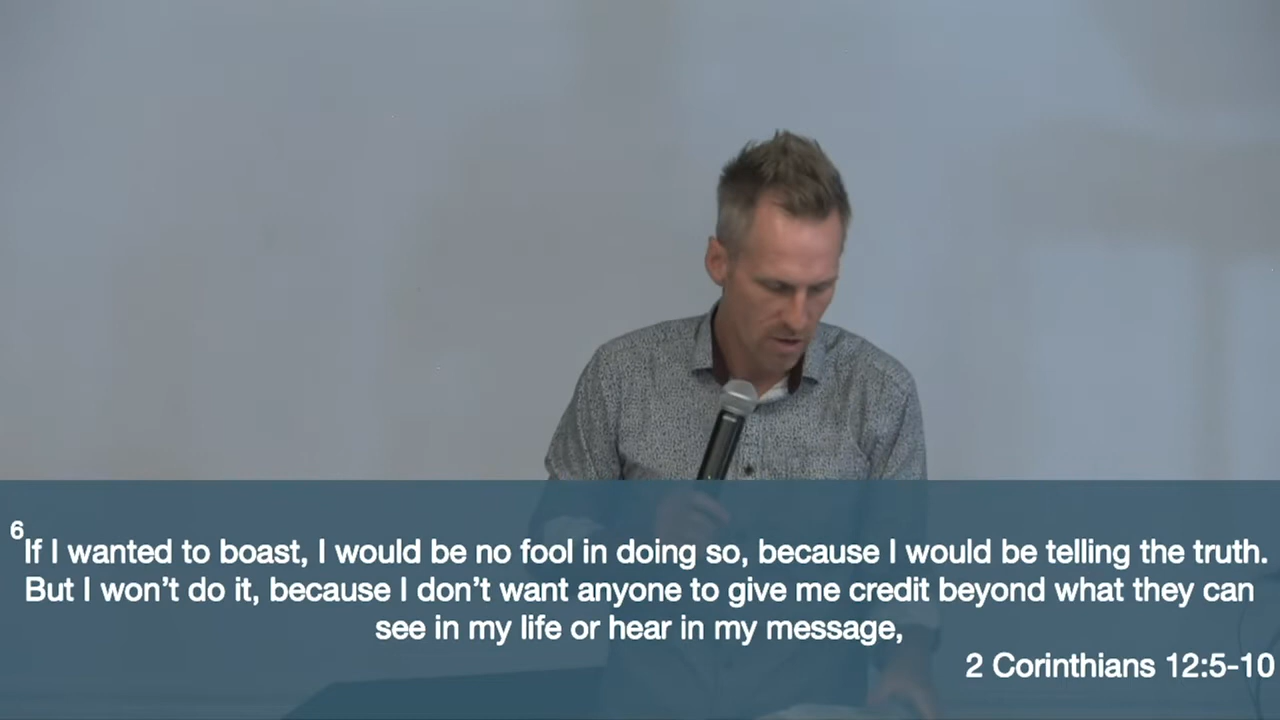 6If I wanted to boast, I would be no fool in doing so, because I would be telling the truth.
But I won’t do it, because I don’t want anyone to give me credit beyond what they can
see in my life or hear in my message,
2 Corinthians 12:5-10